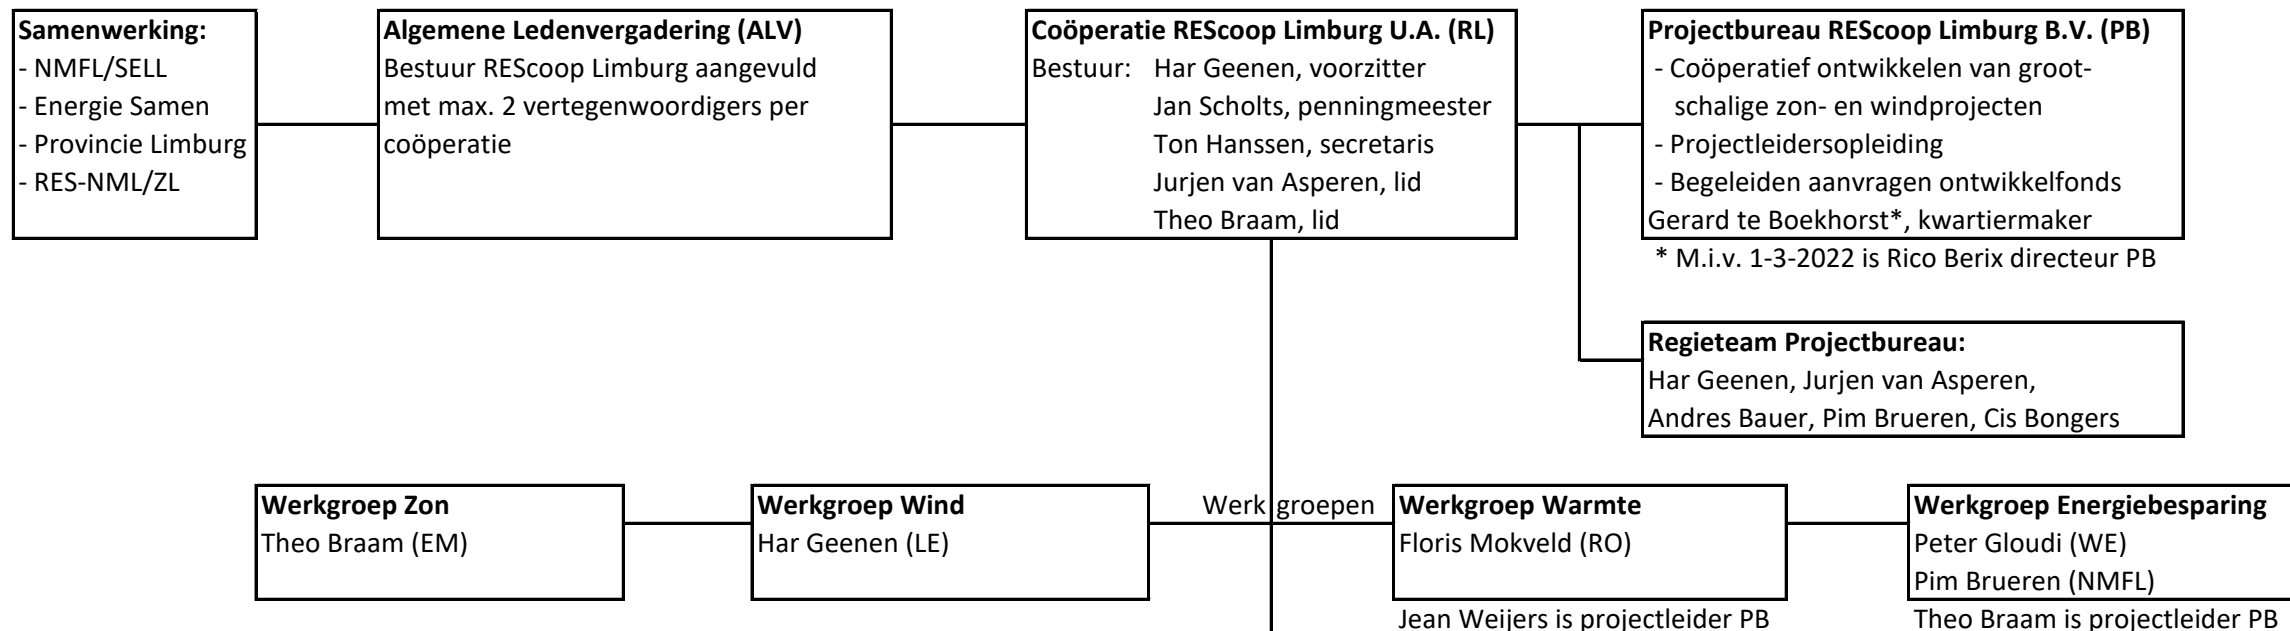 Samenwerking:
- NMFL/SELL
- Energie Samen
- Provincie Limburg
- RES-NML/ZL
Algemene Ledenvergadering (ALV)
Bestuur REScoop Limburg aangevuld
met max. 2 vertegenwoordigers per
coöperatie
Coöperatie REScoop Limburg U.A. (RL)
Bestuur: Har Geenen, voorzitter
Jan Scholts, penningmeester
Ton Hanssen, secretaris
Jurjen van Asperen, lid
Theo Braam, lid
Projectbureau REScoop Limburg B.V. (PB)
- Coöperatief ontwikkelen van groot-
schalige zon- en windprojecten
- Projectleidersopleiding
- Begeleiden aanvragen ontwikkelfonds
Gerard te Boekhorst*, kwartiermaker
* M.i.v. 1-3-2022 is Rico Berix directeur PB
Regieteam Projectbureau:
Har Geenen, Jurjen van Asperen,
Andres Bauer, Pim Brueren, Cis Bongers
Werkgroep Zon
Theo Braam (EM)
Werkgroep Wind
Har Geenen (LE)
Werk groepen
Werkgroep Warmte
Floris Mokveld (RO)
Jean Weijers is projectleider PB
Werkgroep Energiebesparing
Peter Gloudi (WE)
Pim Brueren (NMFL)
Theo Braam is projectleider PB